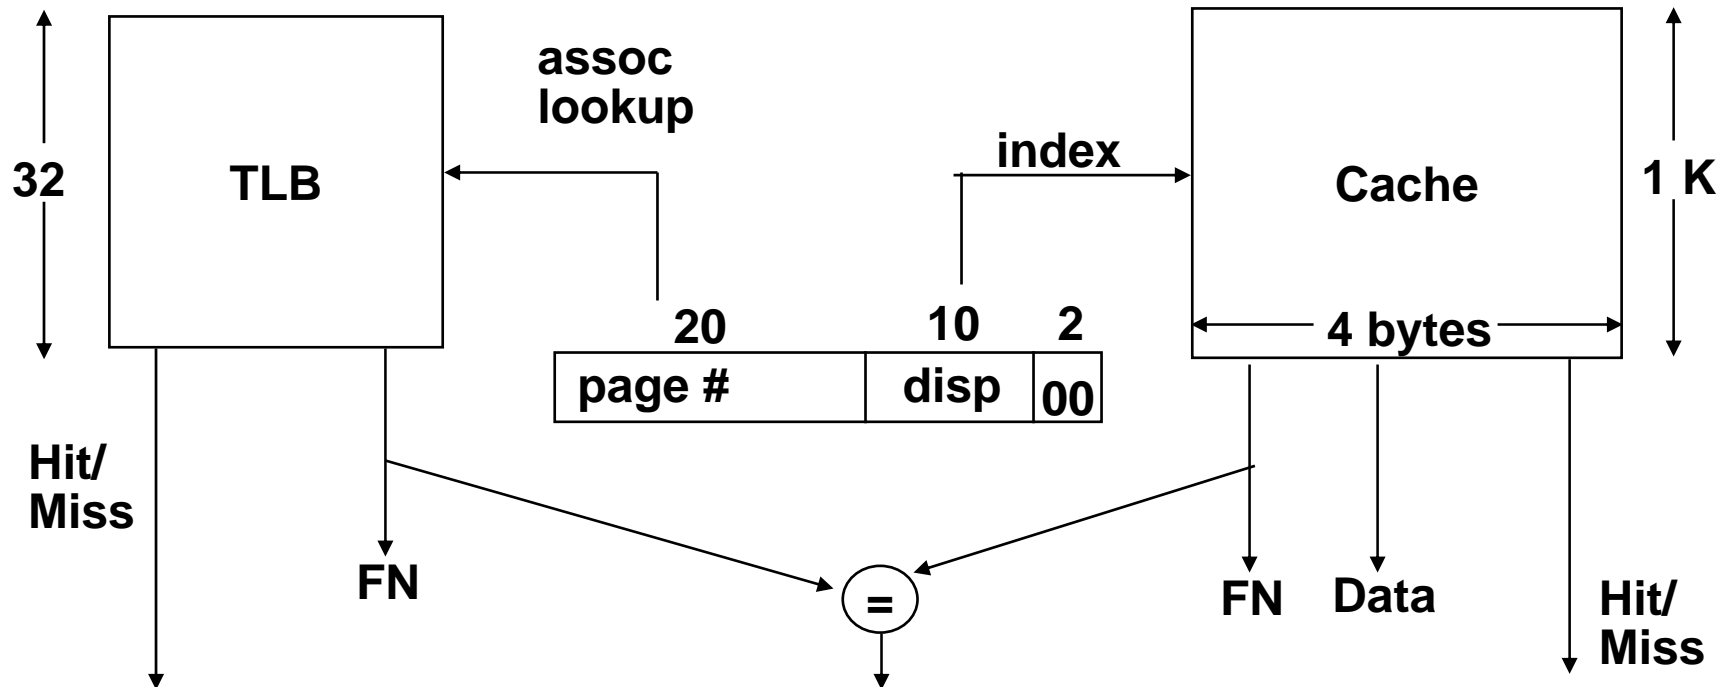 assoc
lookup
index
32
TLB
Cache
1 K
20
10
2
4 bytes
page #
disp
00
Hit/
Miss
FN
=
FN
Data
Hit/
Miss